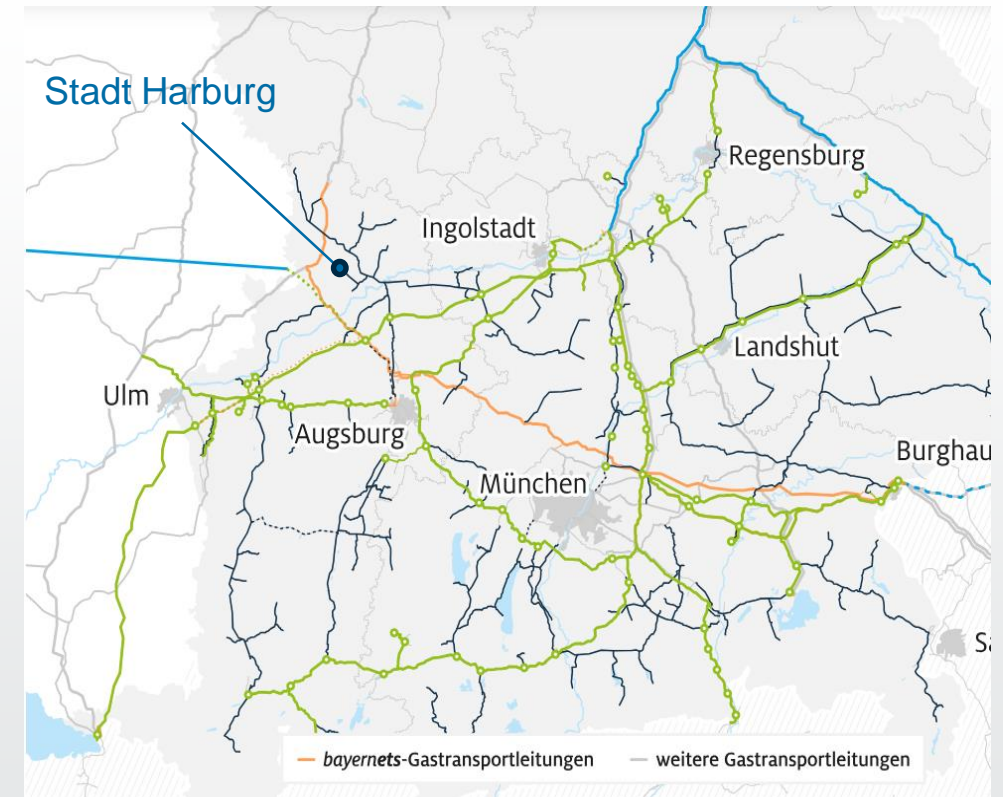 Stadt Harburg
Regensburg
Ingolstadt
Landshut
Ulm
Augsburg
Burghau
München
Sa
bayernets-Gastransportleitungen
weitere Gastransportleitungen